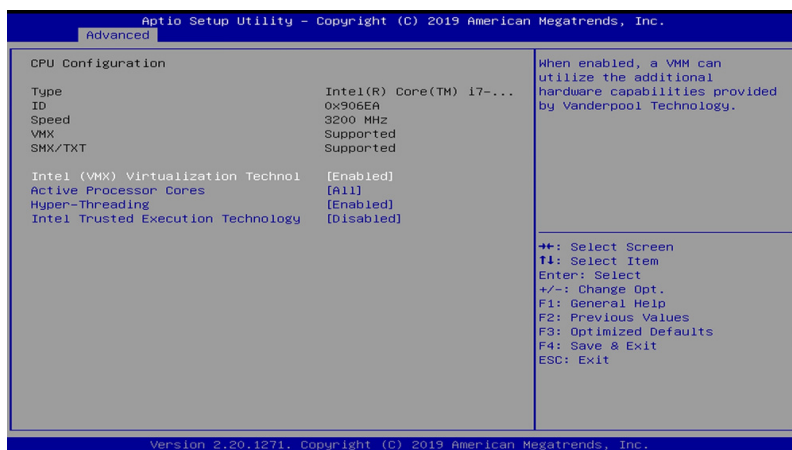 Aptio Setup Utility – Copyright (C) 2019 American Megatrends, Inc.
Advanced
CPU Configuration
Type Intel(R) Core(TM) i7-...
ID 0x906EA
Speed 3200 MHz
VMX Supported
SMX/TXT Supported
Intel (VMX) Virtualization Technol [Enabled]
Active Processor Cores [All]
Hyper-Threading [Enabled]
Intel Trusted Execution Technology [Disabled]
When enabled, a VMM can
utilize the additional
hardware capabilities provided
by Vanderpool Technology.
→←: Select Screen
↑↓: Select Item
Enter: Select
+/-: Change Opt.
F1: General Help
F2: Previous Values
F3: Optimized Defaults
F4: Save & Exit
ESC: Exit
Version 2.20.1271. Copyright (C) 2019 American Megatrends, Inc.